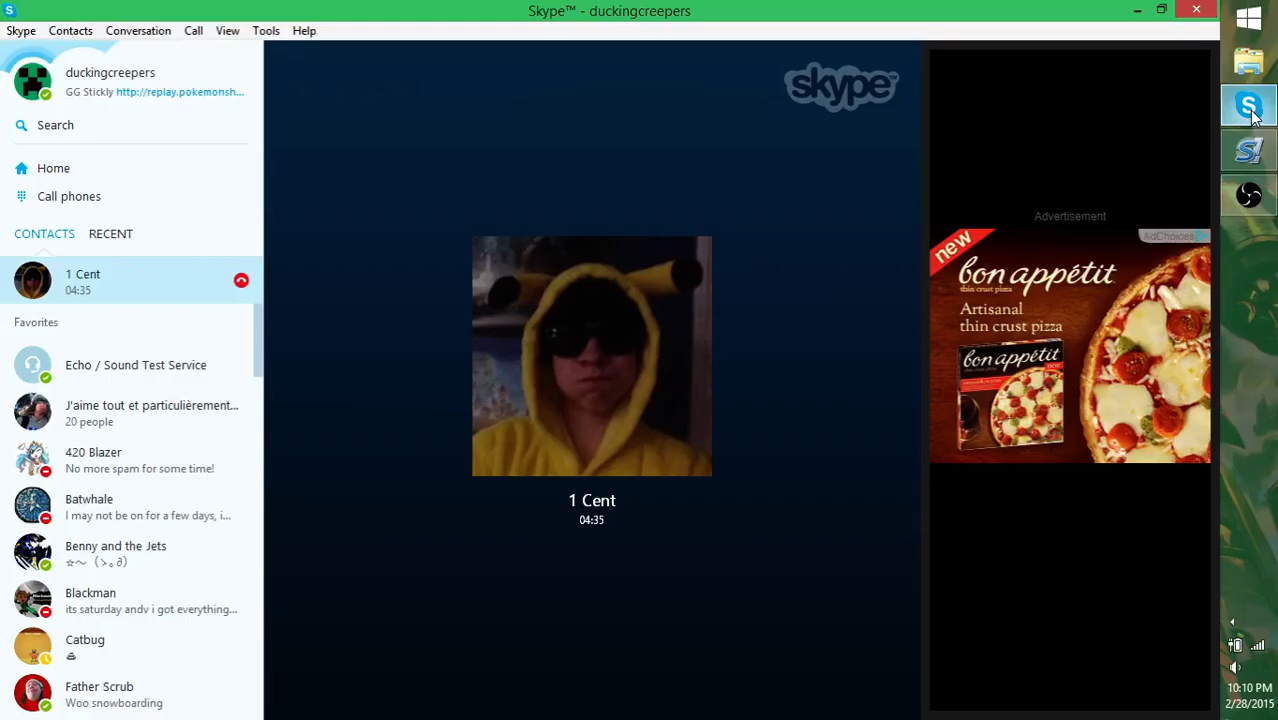 Skype™ - duckingcreepers
Skype Contacts Conversation Call View Tools Help
duckingcreepers
GG Stickly http://replay.pokemonsh...
Search
Home
Call phones
CONTACTS RECENT
1 Cent
04:35
Favorites
Echo / Sound Test Service
J'aime tout et particulièrement...
20 people
420 Blazer
No more spam for some time!
Batwhale
I may not be on for a few days, i...
Benny and the Jets
☆～ (ゝ。∂)
Blackman
its saturday andv i got everything...
Catbug
Father Scrub
Woo snowboarding
skype™
1 Cent
04:35
Advertisement
AdChoices
new
bon appétit
thin crust pizza
Artisanal
thin crust pizza
bon appétit
10:10 PM
2/28/2015